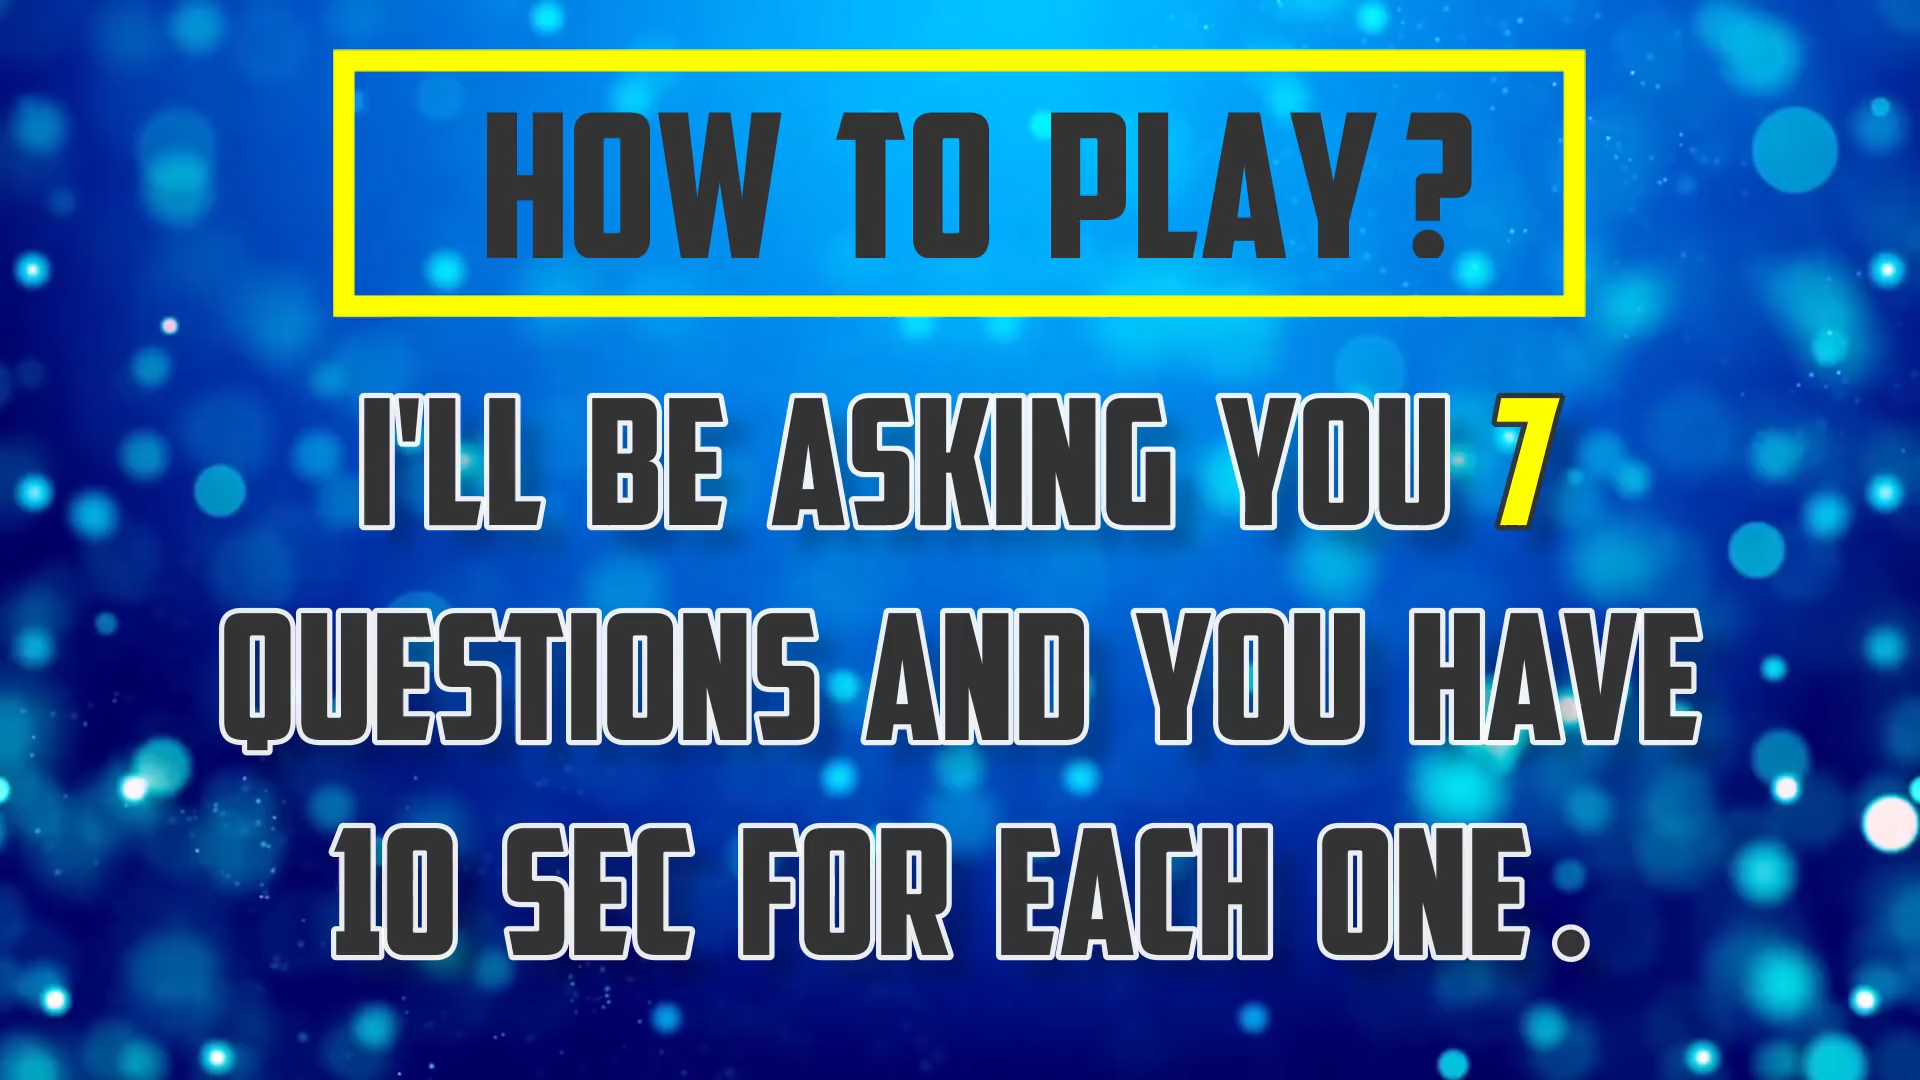 HOW TO PLAY?
I'LL BE ASKING YOU 7
QUESTIONS AND YOU HAVE
10 SEC FOR EACH ONE.